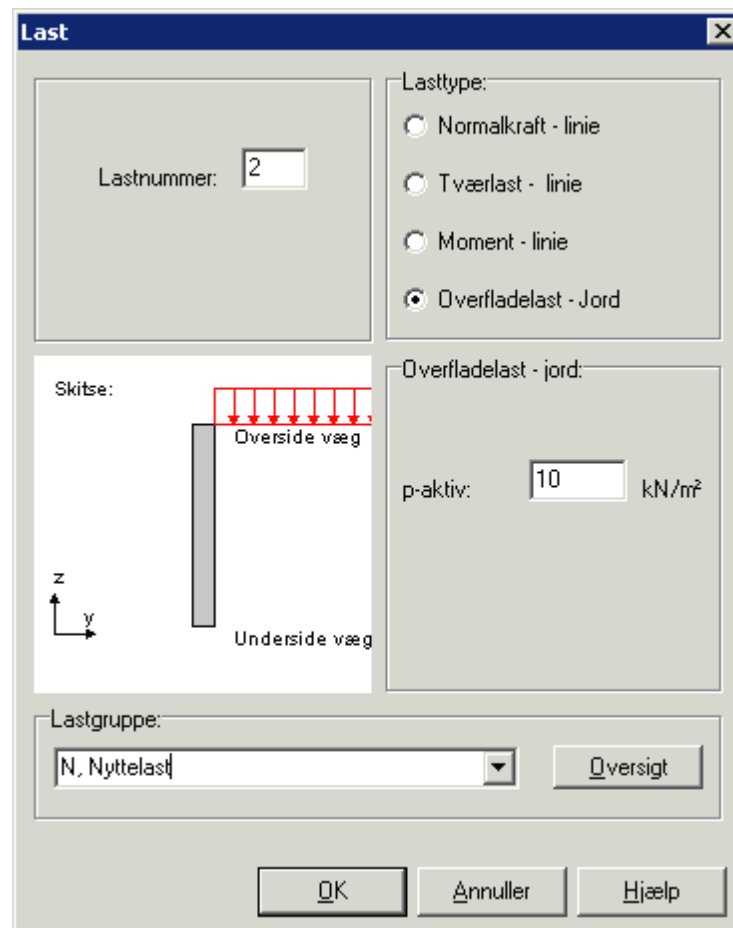 Last
Lastnummer: 2
Lasttype:
Normalkraft - linie
Tværlast - linie
Moment - linie
Overfladelast - Jord
Skitse:
Overside væg
z
y
Underside væg
Overfladelast - jord:
p-aktiv: 10 kN/m²
Lastgruppe:
N, Nyttelast
Oversigt
OK Annuller Hjælp